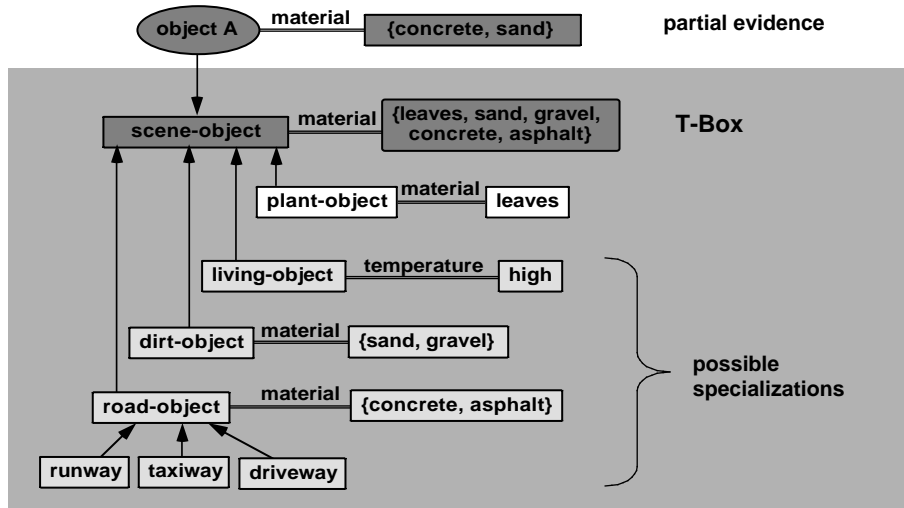 object A
material
{concrete, sand}
partial evidence
scene-object
material
{leaves, sand, gravel,
concrete, asphalt}
T-Box
plant-object
material
leaves
living-object
temperature
high
dirt-object
material
{sand, gravel}
possible
specializations
road-object
material
{concrete, asphalt}
runway
taxiway
driveway